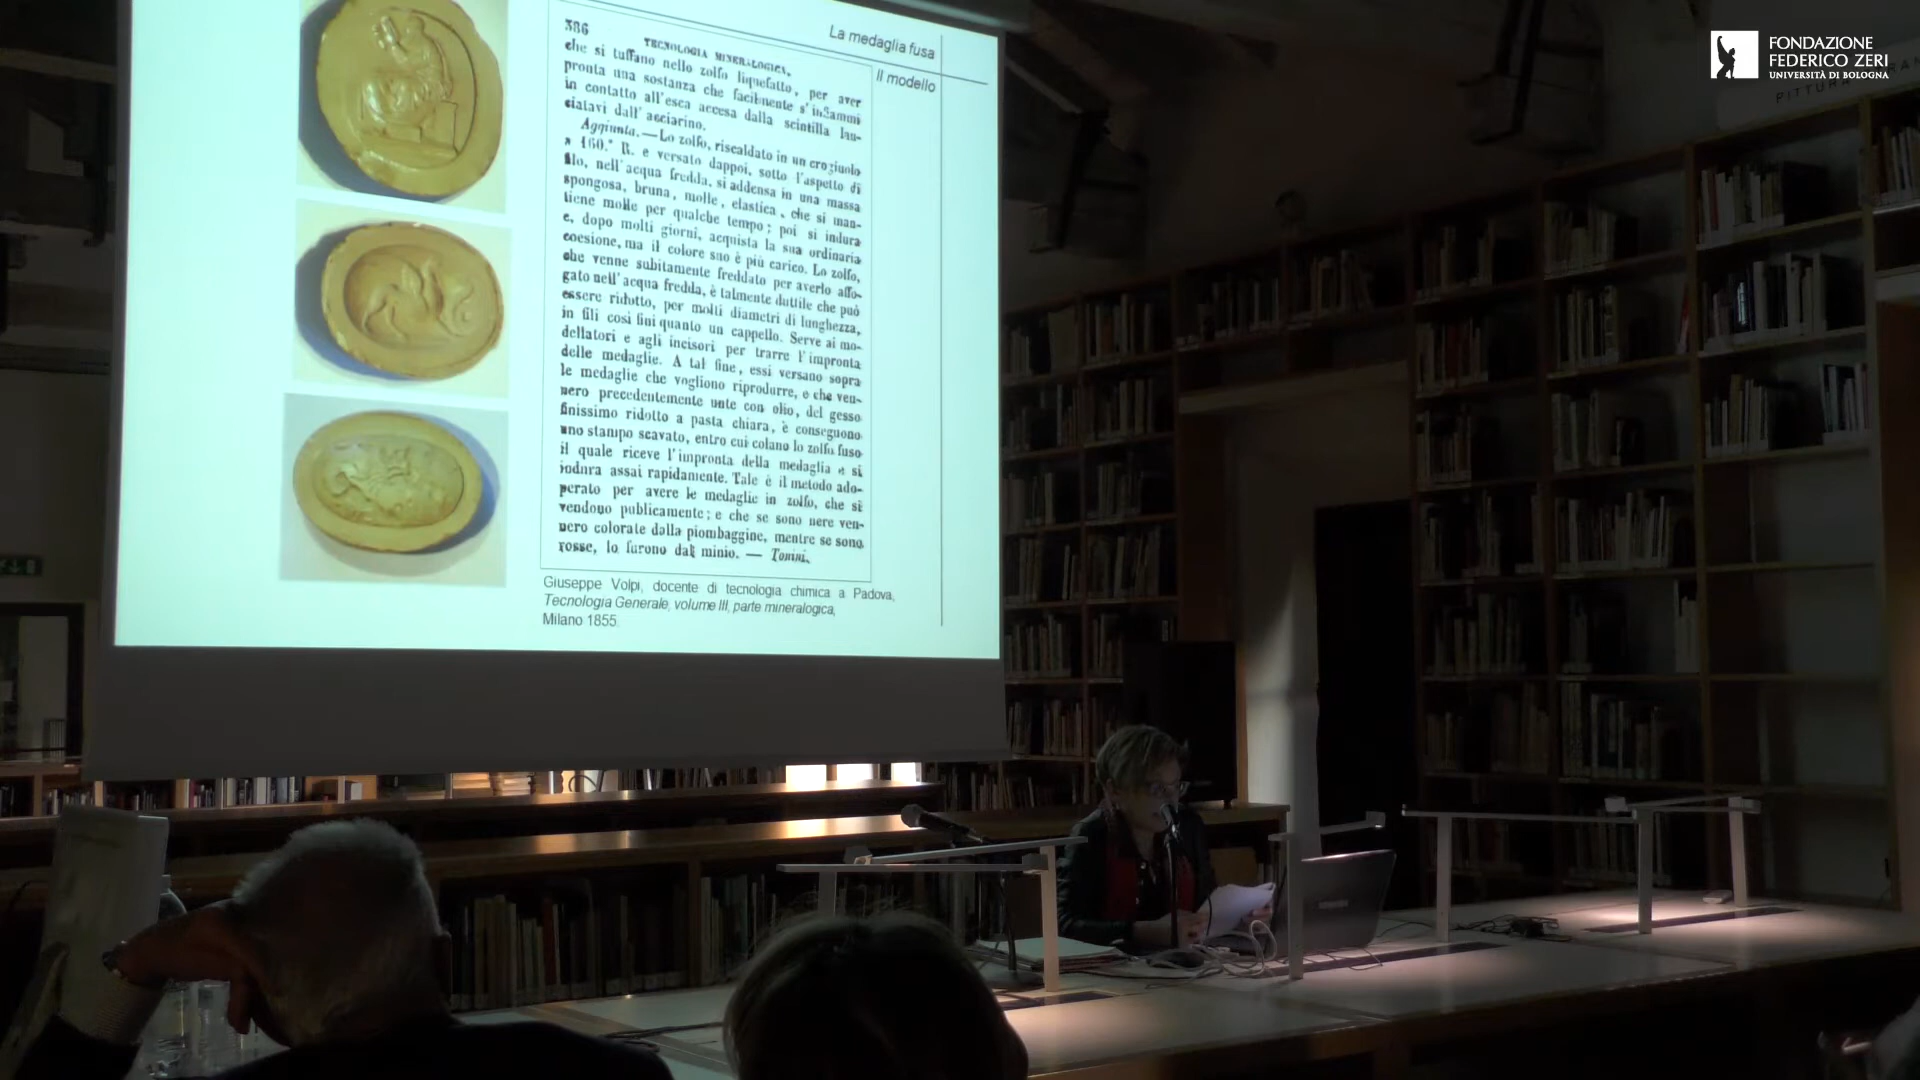 FONDAZIONE
FEDERICO ZERI
UNIVERSITÀ DI BOLOGNA
PITTURA
La medaglia fusa
Il modello
386 TECNOLOGIA MINERALOGICA.
che si tuffano nello zolfo liquefatto, per aver
pronta una sostanza che facilmente s'infiammi
in contatto all'esca accesa dalla scintilla lan-
ciatavi dall'acciarino.
Aggiunta. — Lo zolfo, riscaldato in un crogiuolo
a 160.° R. e versato dappoi, sotto l'aspetto di
filo, nell'acqua fredda, si addensa in una massa
spongosa, bruna, molle, elastica, che si man-
tiene molle per qualche tempo; poi si indura
e, dopo molti giorni, acquista la sua ordinaria
coesione, ma il colore suo è più carico. Lo zolfo,
che venne subitamente freddato per averlo affo-
gato nell'acqua fredda, è talmente duttile che può
essere ridotto, per molti diametri di lunghezza,
in fili così fini quanto un cappello. Serve ai mo-
dellatori e agli incisori per trarre l'impronta
delle medaglie. A tal fine, essi versano sopra
le medaglie che vogliono riprodurre, e che ven-
nero precedentemente unte con olio, del gesso
finissimo ridotto a pasta chiara, e conseguono
uno stampo scavato, entro cui colano lo zolfo fuso
il quale riceve l'impronta della medaglia e si
indura assai rapidamente. Tale è il metodo ado-
perato per avere le medaglie in zolfo, che si
vendono publicamente; e che se sono nere ven-
nero colorate dalla piombaggine, mentre se sono
rosse, lo furono dal minio. — Tonini.
Giuseppe Volpi, docente di tecnologia chimica a Padova,
Tecnologia Generale, volume III, parte mineralogica,
Milano 1855.